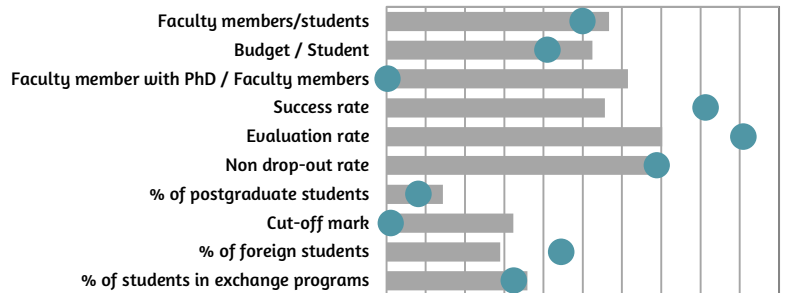 Faculty members/students
Budget / Student
Faculty member with PhD / Faculty members
Success rate
Evaluation rate
Non drop-out rate
% of postgraduate students
Cut-off mark
% of foreign students
% of students in exchange programs